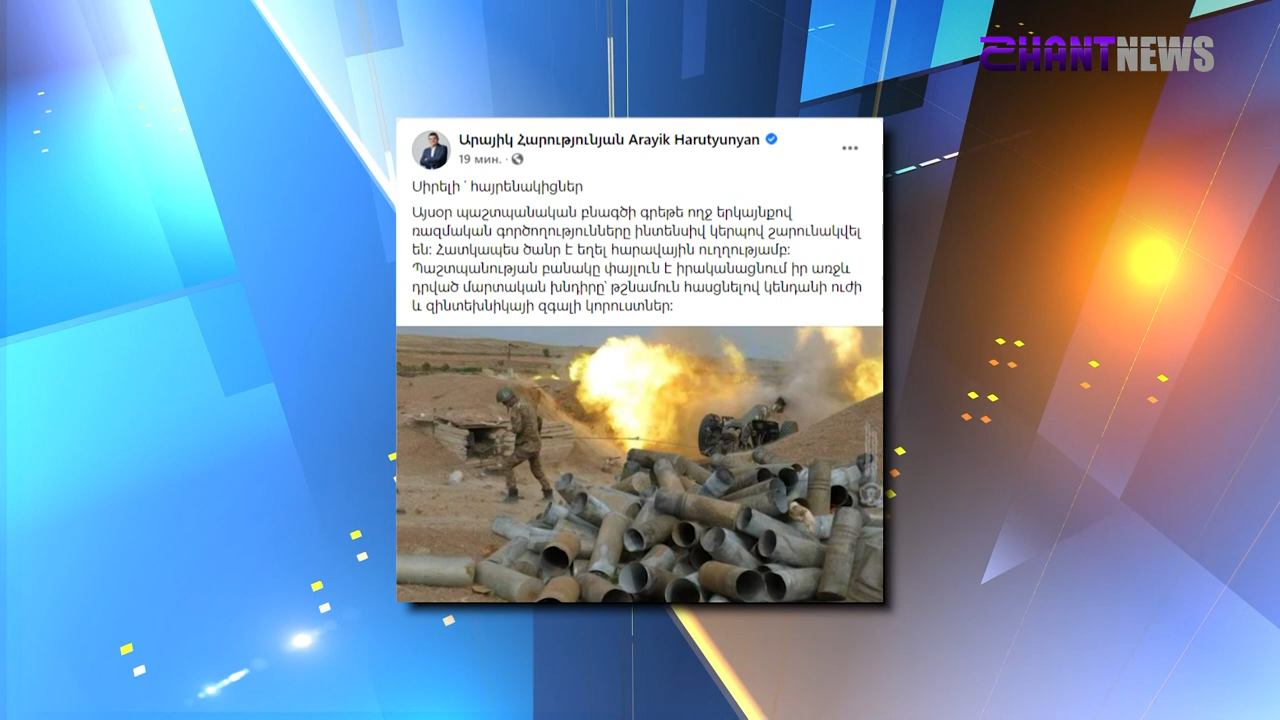 SHANTNEWS
Արայիկ Հարությունյան Arayik Harutyunyan
19 мин. ·
Սիրելի ՛ հայրենակիցներ
Այսօր պաշտպանական բնագծի գրեթե ողջ երկայնքով
ռազմական գործողությունները ինտենսիվ կերպով շարունակվել
են: Հատկապես ծանր է եղել հարավային ուղղությամբ:
Պաշտպանության բանակը փայլուն է իրականացնում իր առջև
դրված մարտական խնդիրը՝ թշնամուն հասցնելով կենդանի ուժի
և զինտեխնիկայի զգալի կորուստներ: